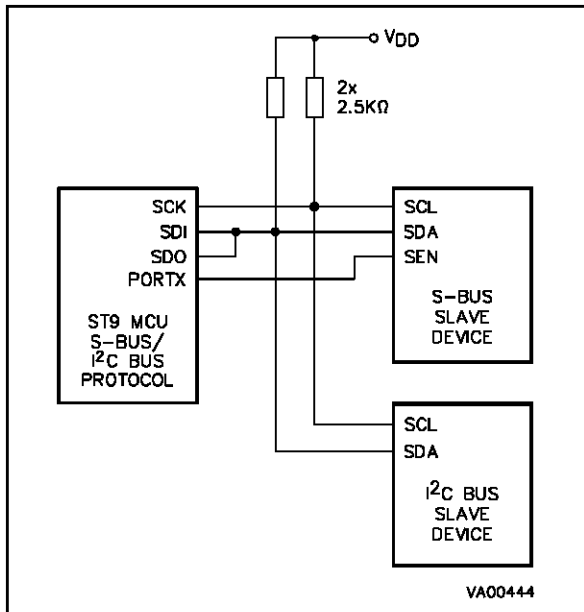 VDD
2x
2.5KΩ
SCK
SDI
SDO
PORTX
ST9 MCU
S-BUS/
I²C BUS
PROTOCOL
SCL
SDA
SEN
S-BUS
SLAVE
DEVICE
SCL
SDA
I²C BUS
SLAVE
DEVICE
VA00444